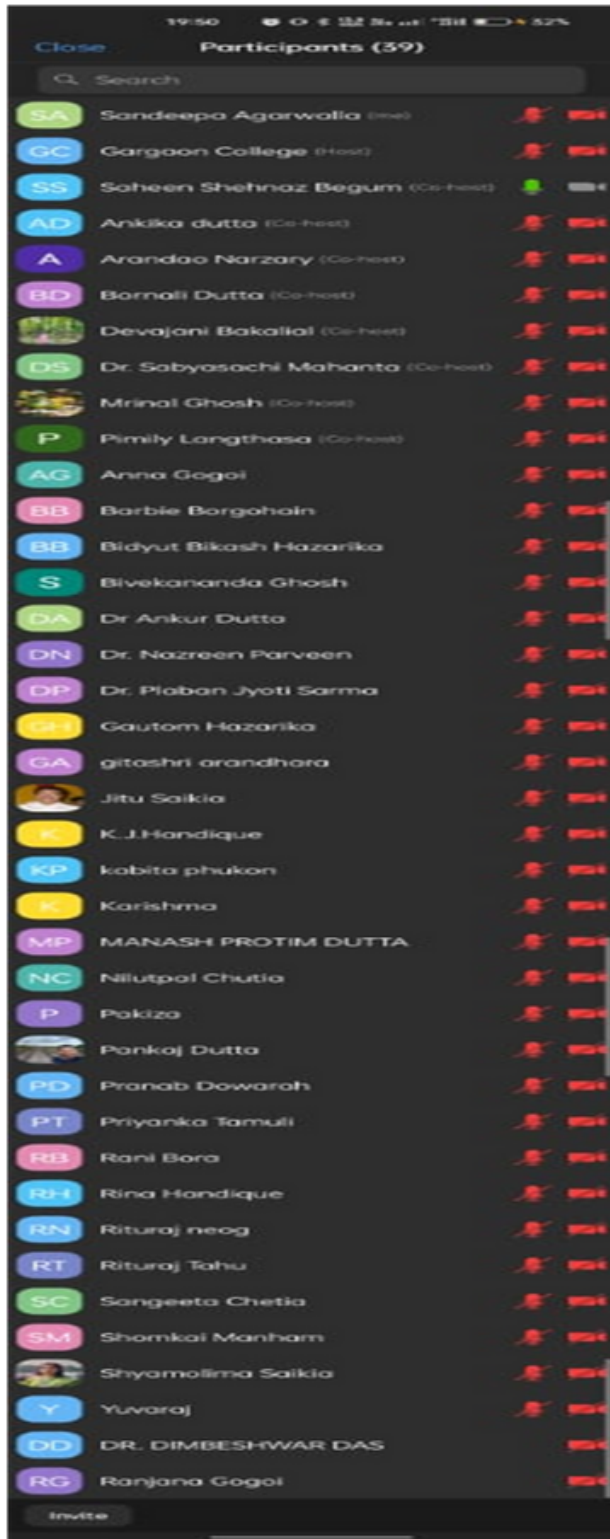 19:50 52%
Close Participants (39)
Search
SA Sandeepa Agarwalla (me)
GC Gargaon College (Host)
SS Saheen Shehnaz Begum (Co-host)
AD Ankika dutta (Co-host)
A Arandao Narzary (Co-host)
BD Bornali Dutta (Co-host)
Devajani Bakalial (Co-host)
DS Dr. Sabyasachi Mahanta (Co-host)
Mrinal Ghosh (Co-host)
P Pimily Langthasa (Co-host)
AG Anna Gogoi
BB Barbie Borgohain
BB Bidyut Bikash Hazarika
S Bivekananda Ghosh
DA Dr Ankur Dutta
DN Dr. Nazreen Parveen
DP Dr. Plaban Jyoti Sarma
GH Gautom Hazarika
GA gitashri arandhara
Jitu Saikia
K K.J.Handique
KP kabita phukon
K Karishma
MP MANASH PROTIM DUTTA
NC Nilutpal Chutia
P Pakiza
Pankaj Dutta
PD Pranab Dowarah
PT Priyanka Tamuli
RB Rani Bora
RH Rina Handique
RN Rituraj neog
RT Rituraj Tahu
SC Sangeeta Chetia
SM Shomkai Manham
Shyamolima Saikia
Y Yuvaraj
DD DR. DIMBESHWAR DAS
RG Ranjana Gogoi
Invite